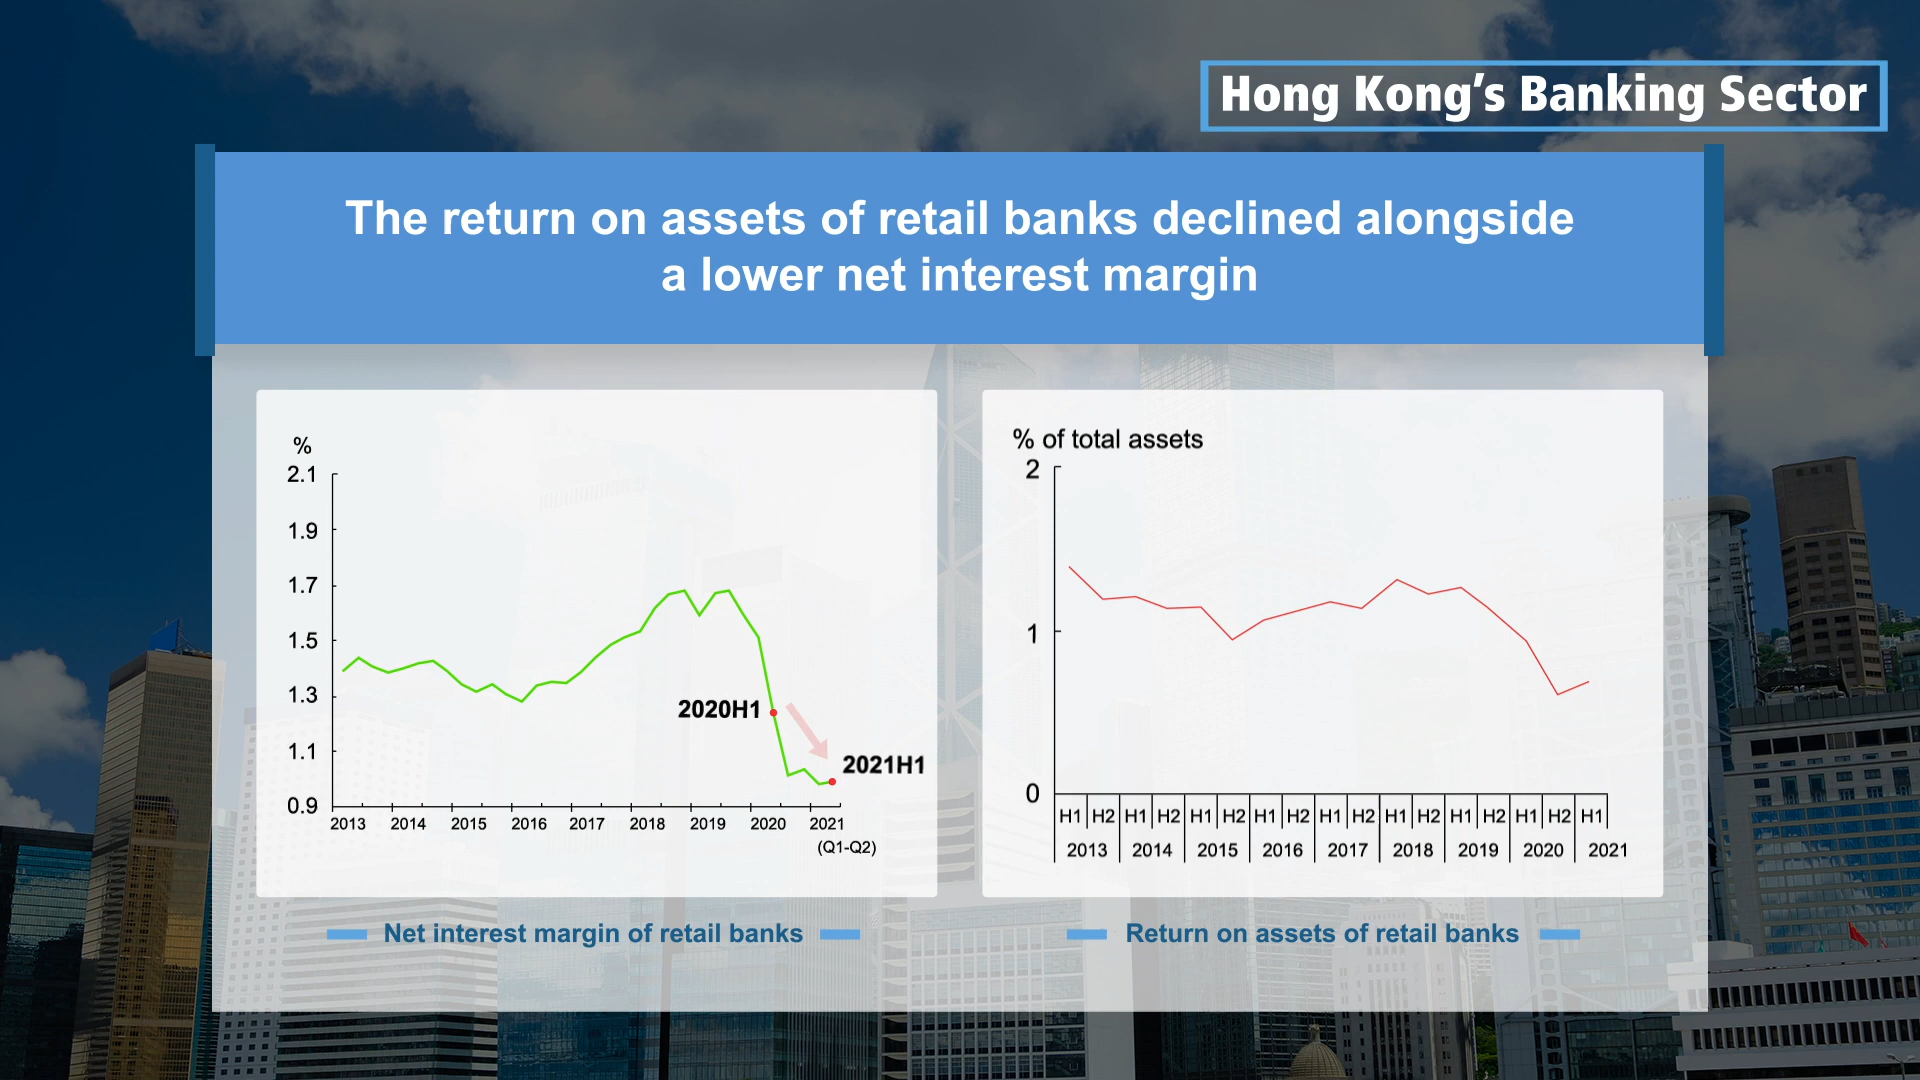 Hong Kong's Banking Sector
The return on assets of retail banks declined alongside
a lower net interest margin
%
2.1
1.9
1.7
1.5
1.3
1.1
0.9
2020H1
2021H1
2013 2014 2015 2016 2017 2018 2019 2020 2021
(Q1-Q2)
Net interest margin of retail banks
% of total assets
2
1
0
H1 H2 H1 H2 H1 H2 H1 H2 H1 H2 H1 H2 H1 H2 H1 H2 H1
2013 2014 2015 2016 2017 2018 2019 2020 2021
Return on assets of retail banks